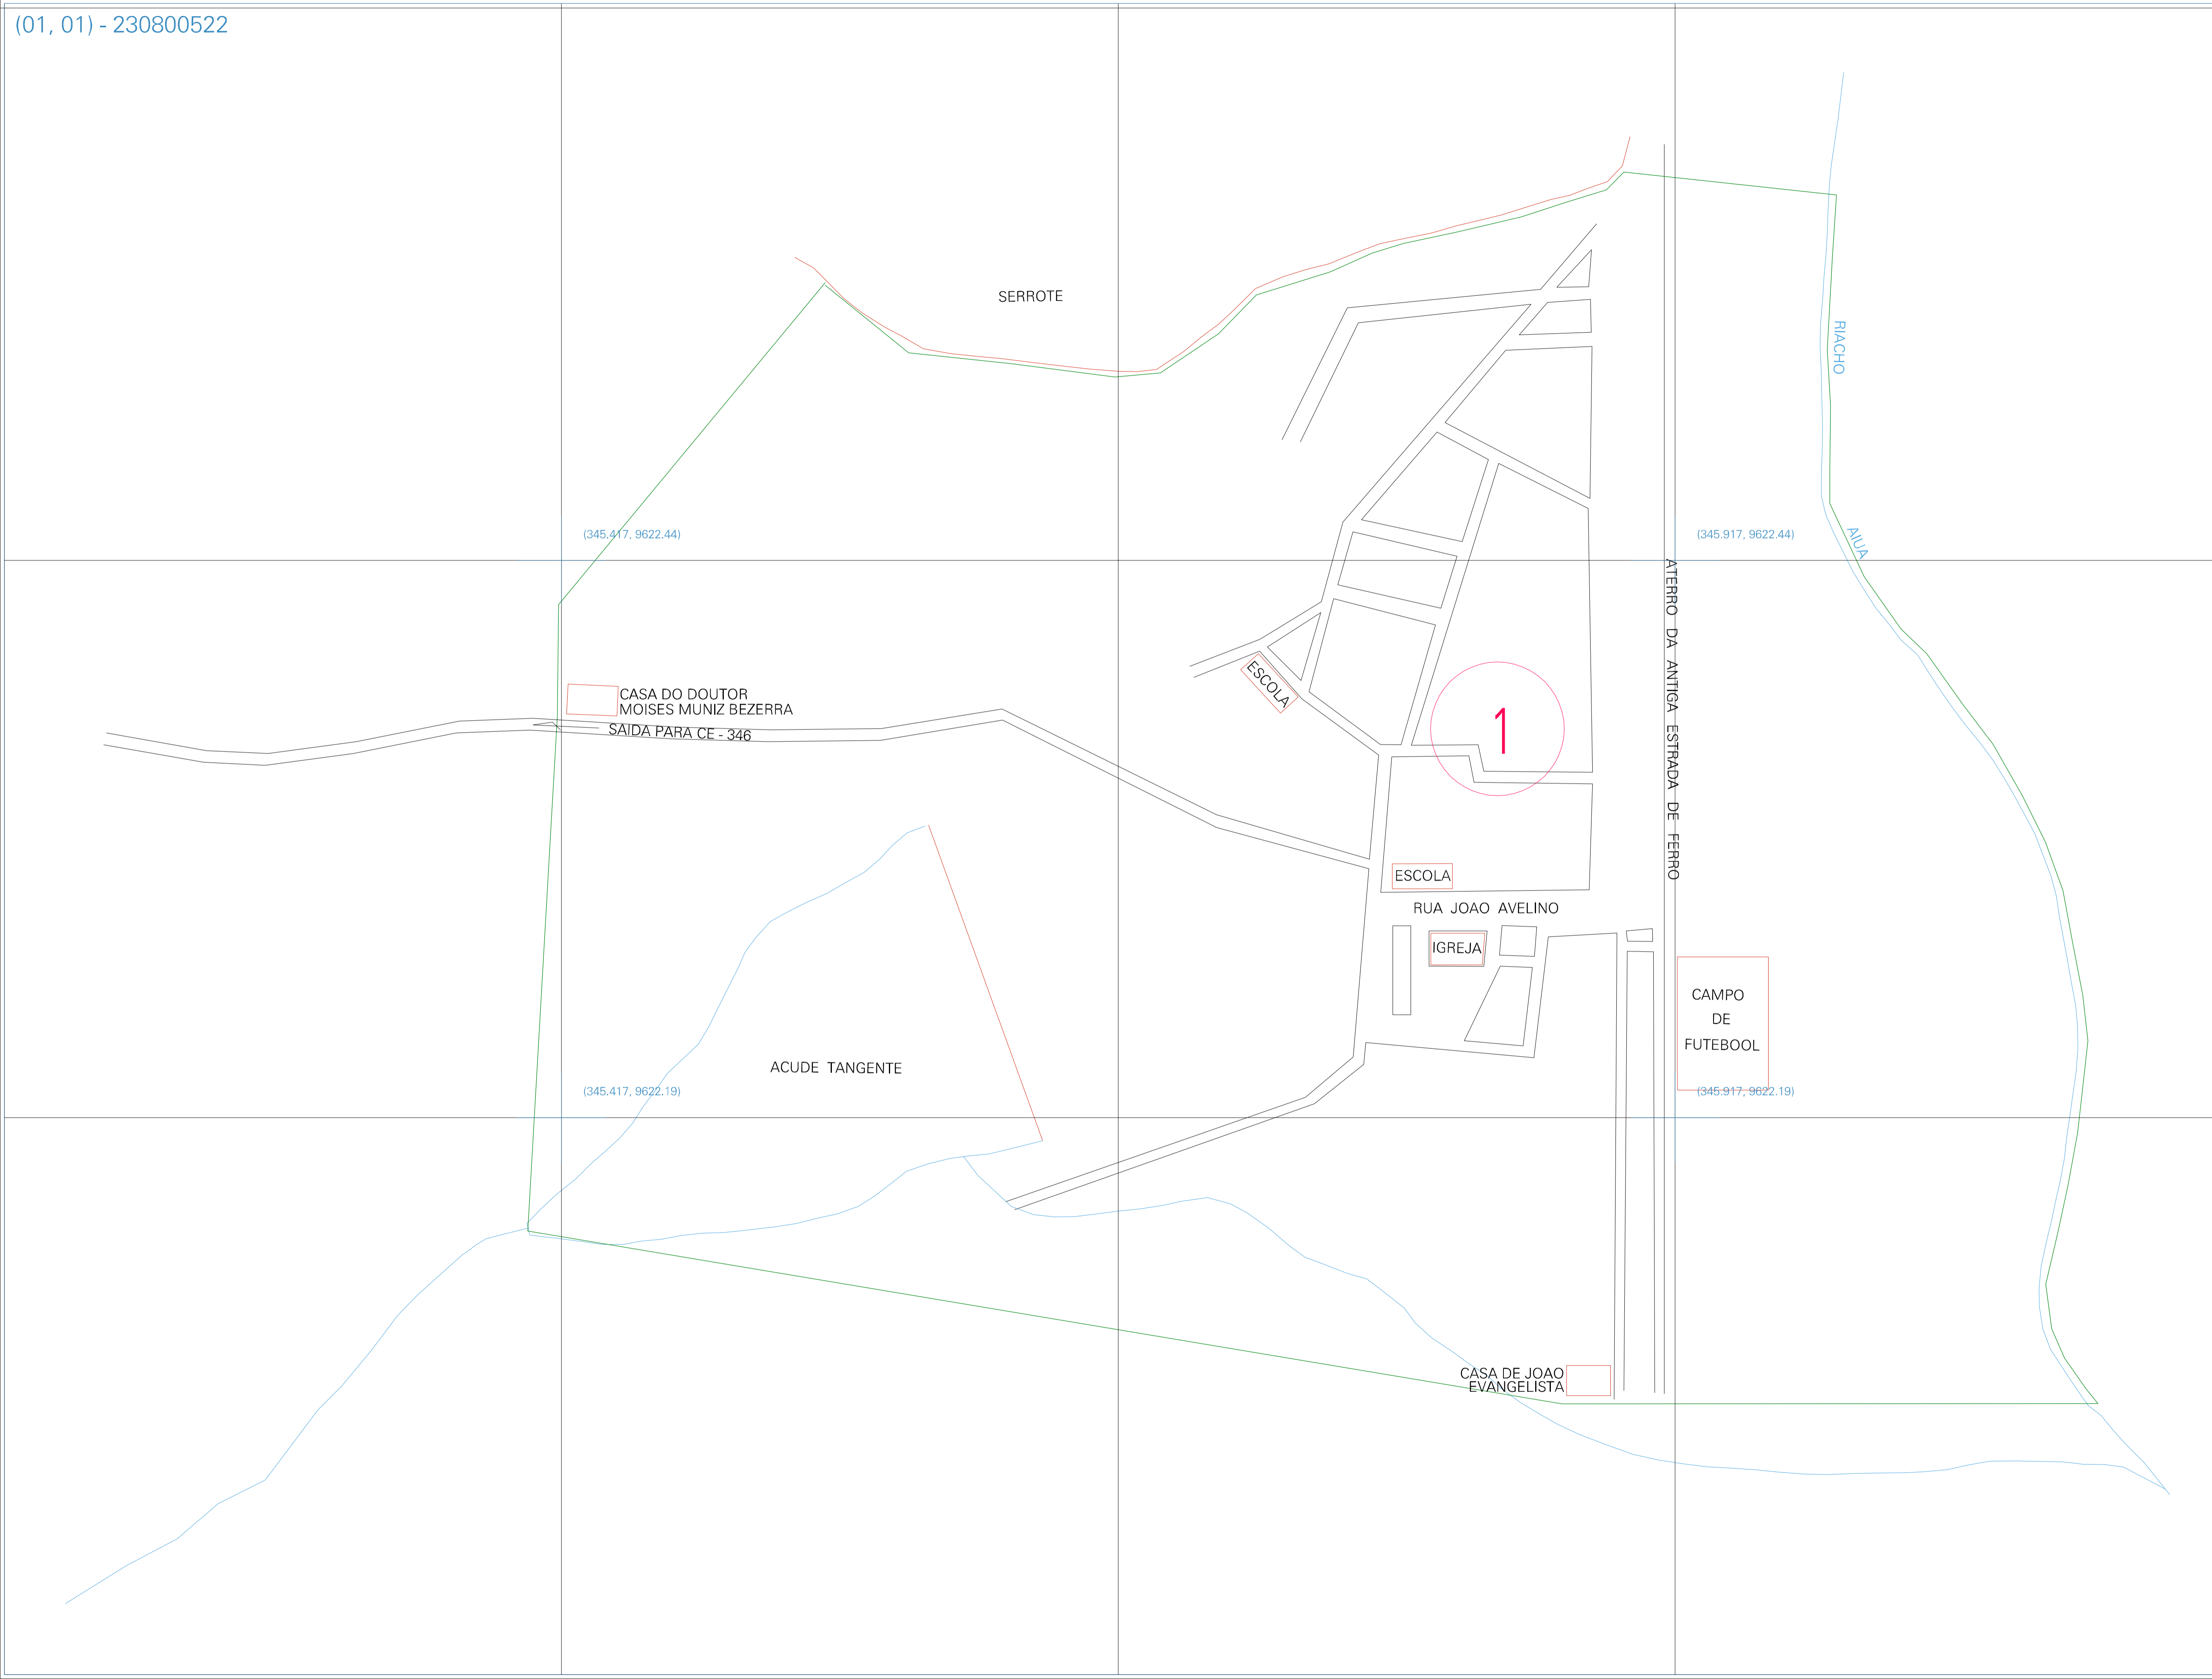 (01, 01) - 230800522
SERROTE
RIACHO
AIUA
(345.417, 9622.44)
(345.917, 9622.44)
ATERRO DA ANTIGA ESTRADA DE FERRO
ESCOLA
CASA DO DOUTOR
MOISES MUNIZ BEZERRA
SAIDA PARA CE - 346
1
ESCOLA
RUA JOAO AVELINO
IGREJA
CAMPO
DE
FUTEBOOL
ACUDE TANGENTE
(345.417, 9622.19)
(345.917, 9622.19)
CASA DE JOAO
EVANGELISTA